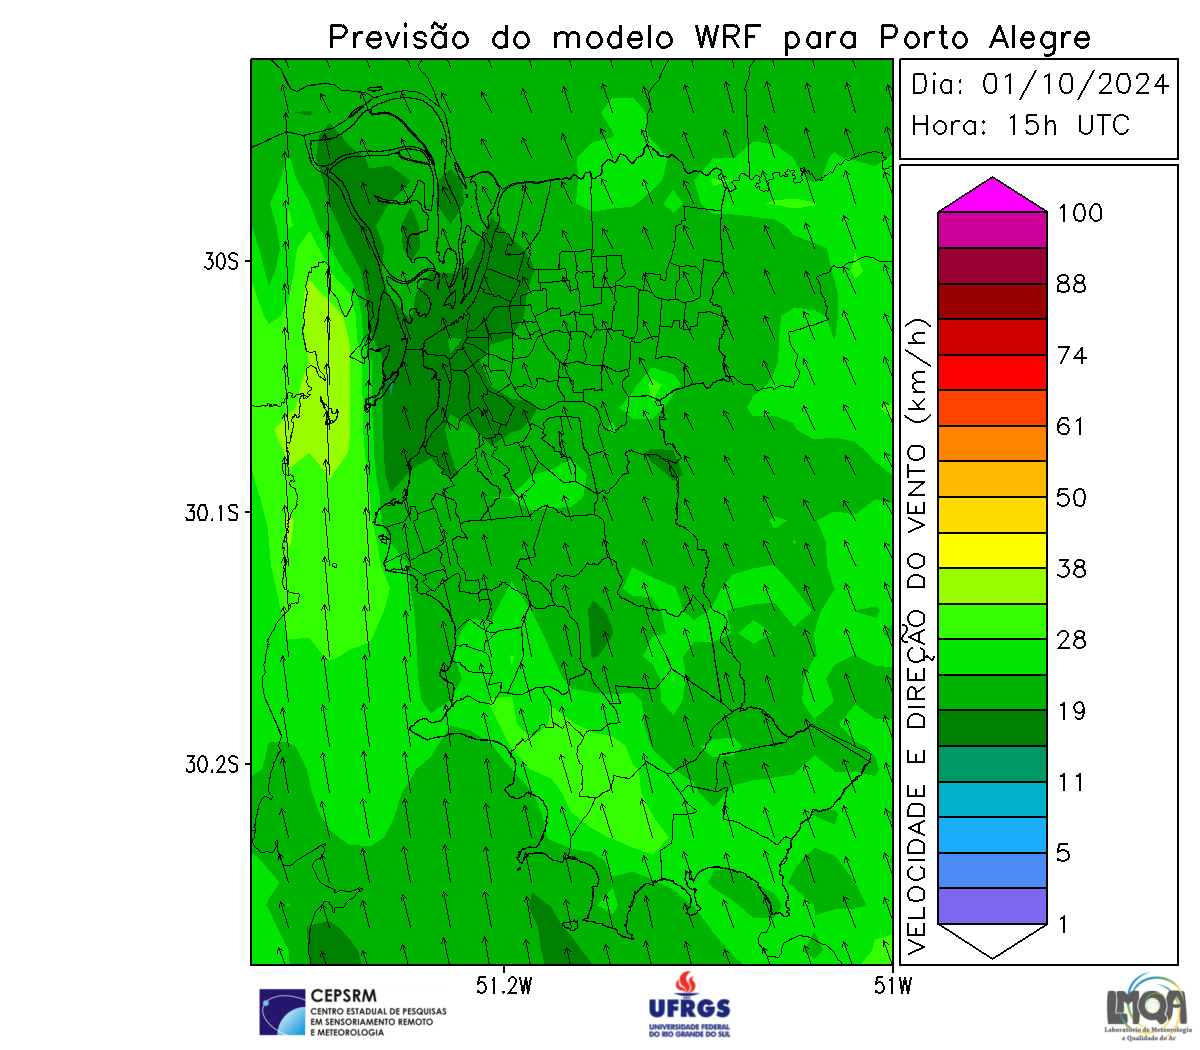 Previsão do modelo WRF para Porto Alegre
Dia: 01/10/2024
Hora: 15h UTC
VELOCIDADE E DIREÇÃO DO VENTO (km/h)
100
88
74
61
50
38
28
19
11
5
1
30S
30.1S
30.2S
51.2W
51W
CEPSRM
CENTRO ESTADUAL DE PESQUISAS
EM SENSORIAMENTO REMOTO
E METEOROLOGIA
UFRGS
UNIVERSIDADE FEDERAL
DO RIO GRANDE DO SUL
LMQA
Laboratório de Meteorologia
e Qualidade do Ar